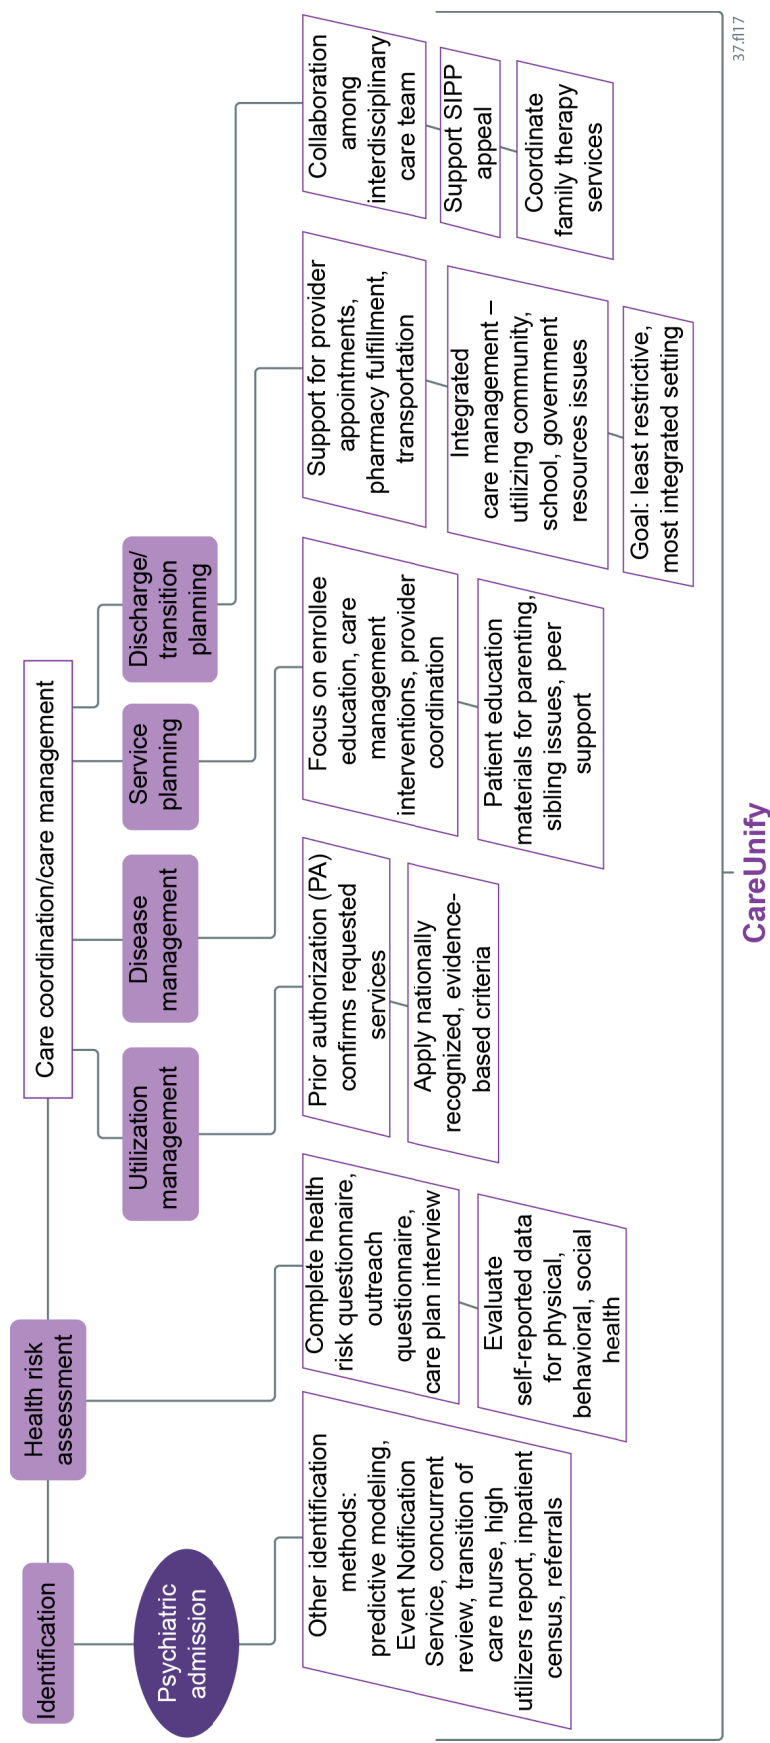 Identification
Health risk
assessment
Care coordination/care management
Psychiatric
admission
Utilization
management
Disease
management
Service
planning
Discharge/
transition
planning
Other identification
methods:
predictive modeling,
Event Notification
Service, concurrent
review, transition of
care nurse, high
utilizers report, inpatient
census, referrals
Complete health
risk questionnaire,
outreach
questionnaire,
care plan interview
Evaluate
self-reported data
for physical,
behavioral, social
health
Prior authorization (PA)
confirms requested
services
Apply nationally
recognized, evidence-
based criteria
Focus on enrollee
education, care
management
interventions, provider
coordination
Patient education
materials for parenting,
sibling issues, peer
support
Support for provider
appointments,
pharmacy fulfillment,
transportation
Integrated
care management –
utilizing community,
school, government
resources issues
Goal: least restrictive,
most integrated setting
Collaboration
among
interdisciplinary
care team
Support SIPP
appeal
Coordinate
family therapy
services
CareUnify
37.fl17